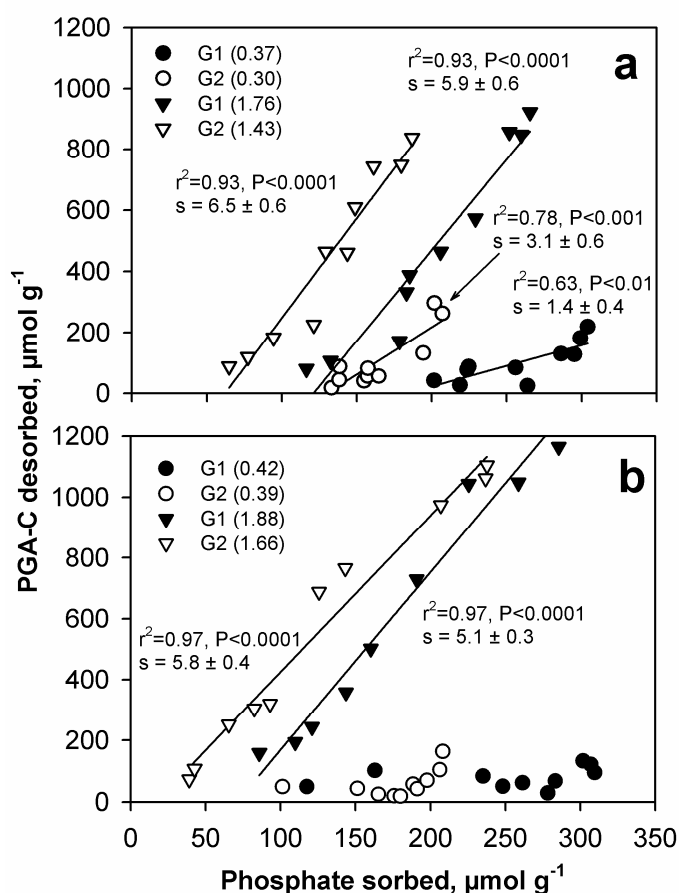 1200
1000
800
600
400
200
0
G1 (0.37)
G2 (0.30)
G1 (1.76)
G2 (1.43)
r²=0.93, P<0.0001
s = 5.9 ± 0.6
a
r²=0.93, P<0.0001
s = 6.5 ± 0.6
r²=0.78, P<0.001
s = 3.1 ± 0.6
r²=0.63, P<0.01
s = 1.4 ± 0.4
PGA-C desorbed, µmol g⁻¹
1200
1000
800
600
400
200
0
G1 (0.42)
G2 (0.39)
G1 (1.88)
G2 (1.66)
b
r²=0.97, P<0.0001
s = 5.8 ± 0.4
r²=0.97, P<0.0001
s = 5.1 ± 0.3
0 50 100 150 200 250 300 350
Phosphate sorbed, µmol g⁻¹